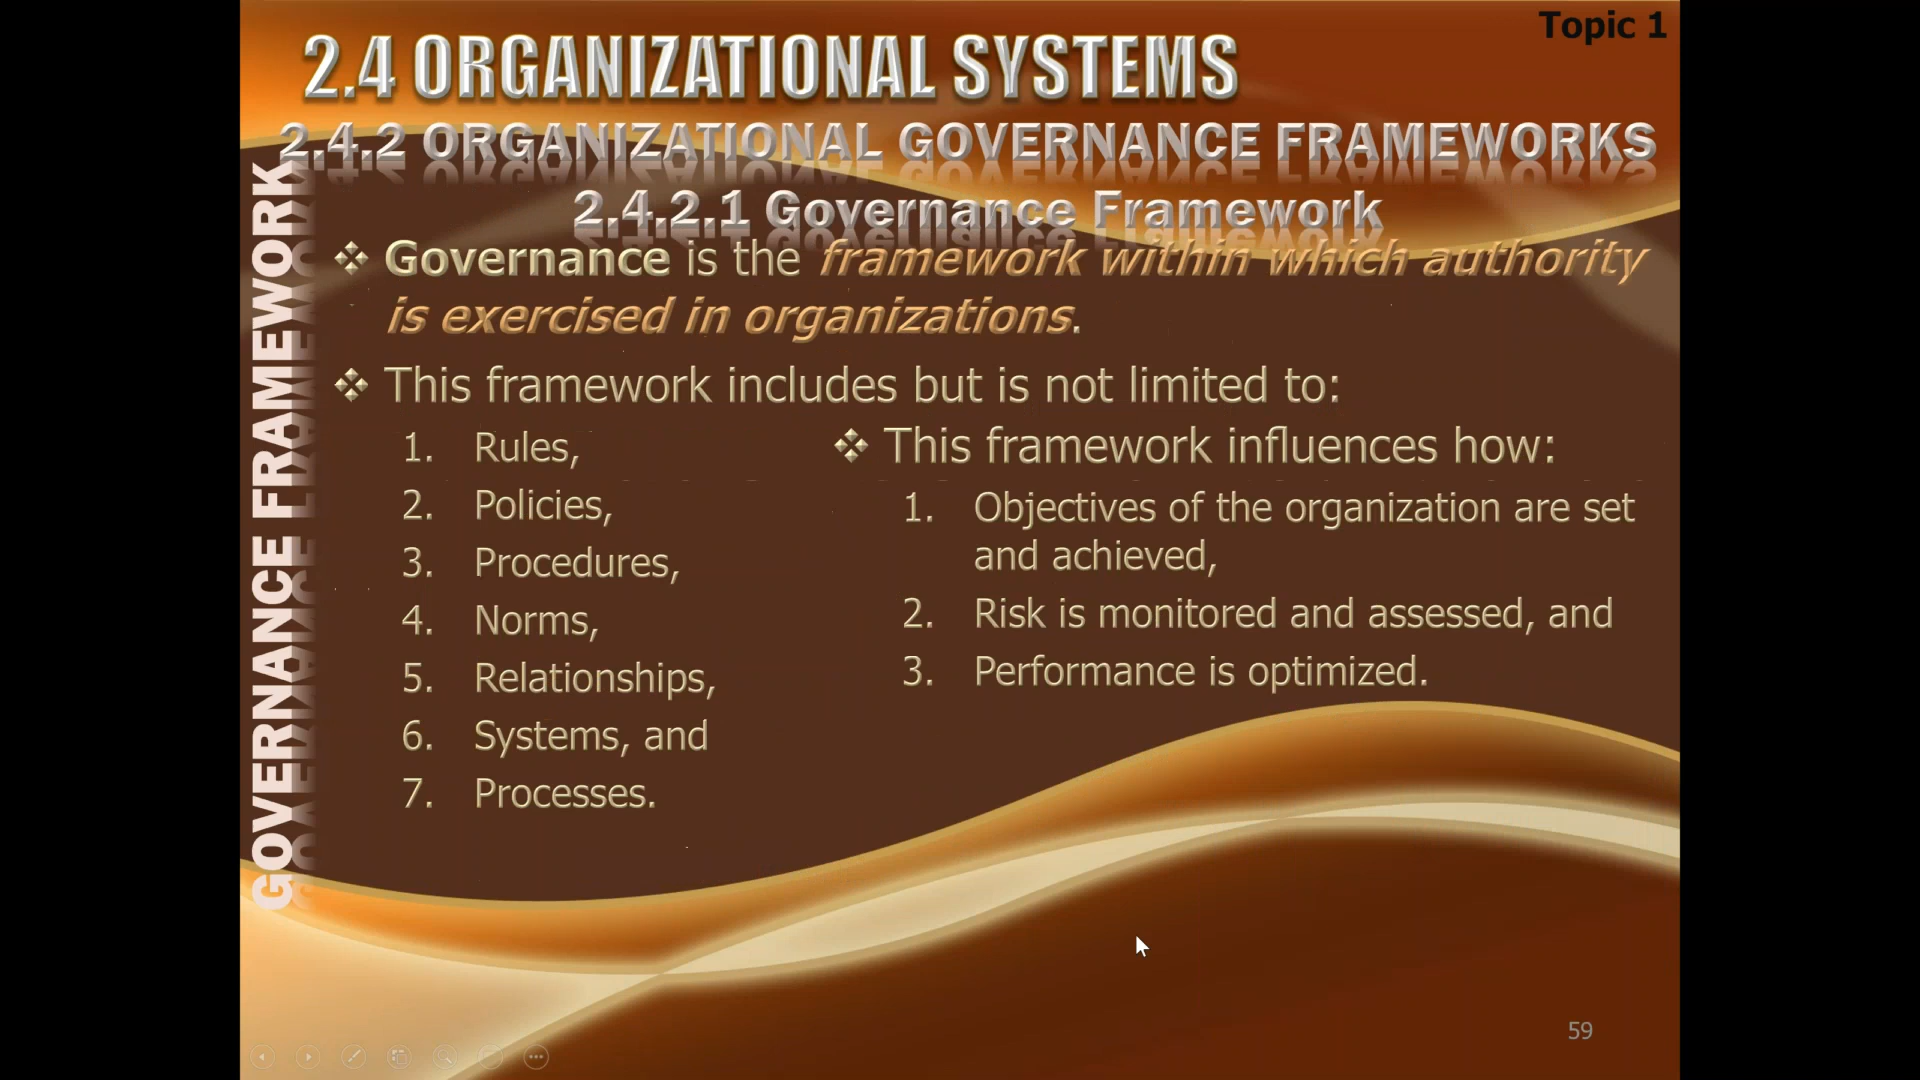 Topic 1
2.4 ORGANIZATIONAL SYSTEMS
2.4.2 ORGANIZATIONAL GOVERNANCE FRAMEWORKS
2.4.2.1 Governance Framework
GOVERNANCE FRAMEWORK
Governance is the framework within which authority
is exercised in organizations.
This framework includes but is not limited to:
1. Rules,
2. Policies,
3. Procedures,
4. Norms,
5. Relationships,
6. Systems, and
7. Processes.
This framework influences how:
1. Objectives of the organization are set
and achieved,
2. Risk is monitored and assessed, and
3. Performance is optimized.
59